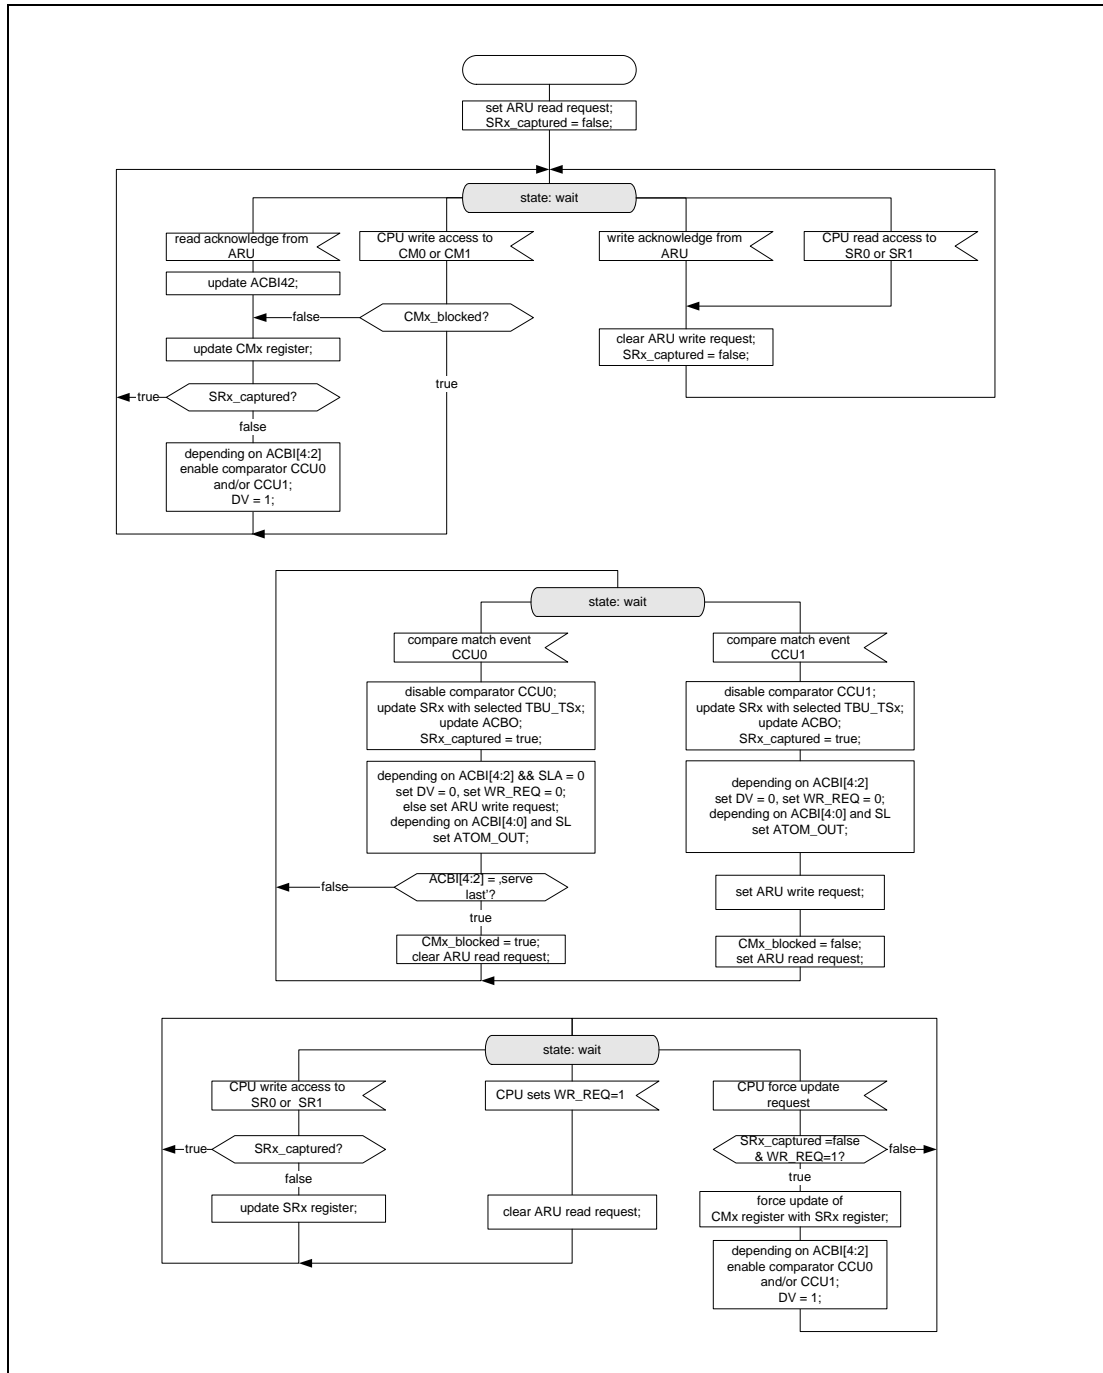 set ARU read request;
SRx_captured = false;
state: wait
read acknowledge from
ARU
CPU write access to
CM0 or CM1
write acknowledge from
ARU
CPU read access to
SR0 or SR1
update ACBI42;
false
CMx_blocked?
clear ARU write request;
SRx_captured = false;
update CMx register;
true
true
SRx_captured?
false
depending on ACBI[4:2]
enable comparator CCU0
and/or CCU1;
DV = 1;
state: wait
compare match event
CCU0
compare match event
CCU1
disable comparator CCU0;
update SRx with selected TBU_TSx;
update ACBO;
SRx_captured = true;
disable comparator CCU1;
update SRx with selected TBU_TSx;
update ACBO;
SRx_captured = true;
depending on ACBI[4:2] && SLA = 0
set DV = 0, set WR_REQ = 0;
else set ARU write request;
depending on ACBI[4:0] and SL
set ATOM_OUT;
depending on ACBI[4:2]
set DV = 0, set WR_REQ = 0;
depending on ACBI[4:0] and SL
set ATOM_OUT;
false
ACBI[4:2] = ‚serve
last'?
set ARU write request;
true
CMx_blocked = true;
clear ARU read request;
CMx_blocked = false;
set ARU read request;
state: wait
CPU write access to
SR0 or SR1
CPU sets WR_REQ=1
CPU force update
request
true
SRx_captured?
SRx_captured =false
& WR_REQ=1?
false
false
true
update SRx register;
clear ARU read request;
force update of
CMx register with SRx register;
depending on ACBI[4:2]
enable comparator CCU0
and/or CCU1;
DV = 1;